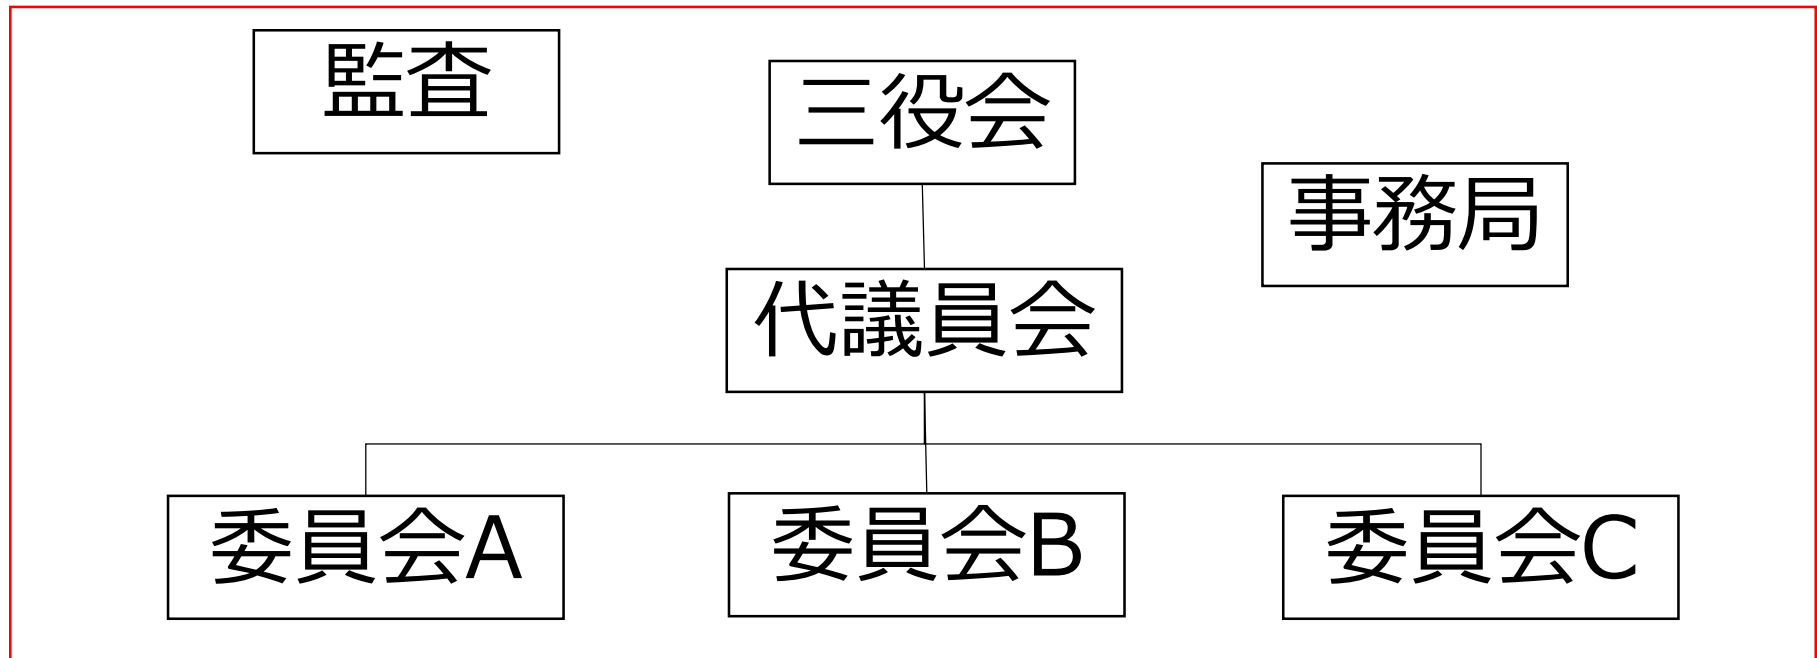 監査
三役会
事務局
代議員会
委員会A
委員会B
委員会C